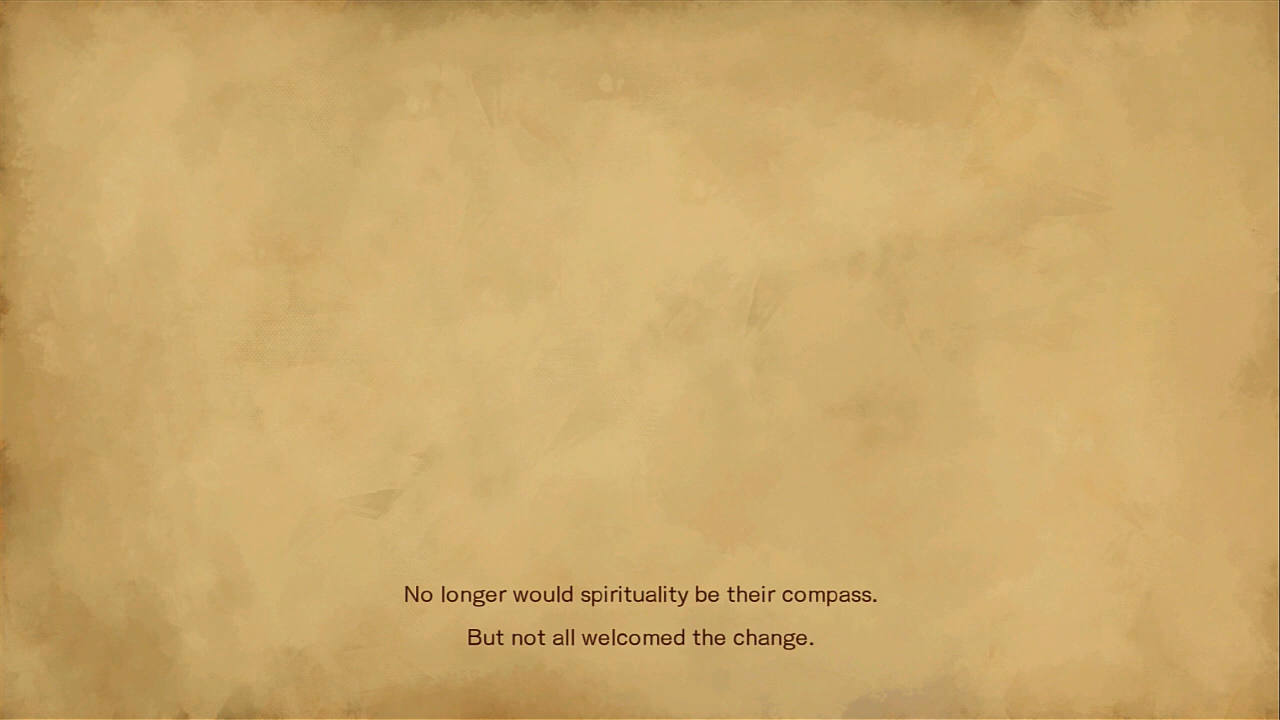 No longer would spirituality be their compass.
But not all welcomed the change.